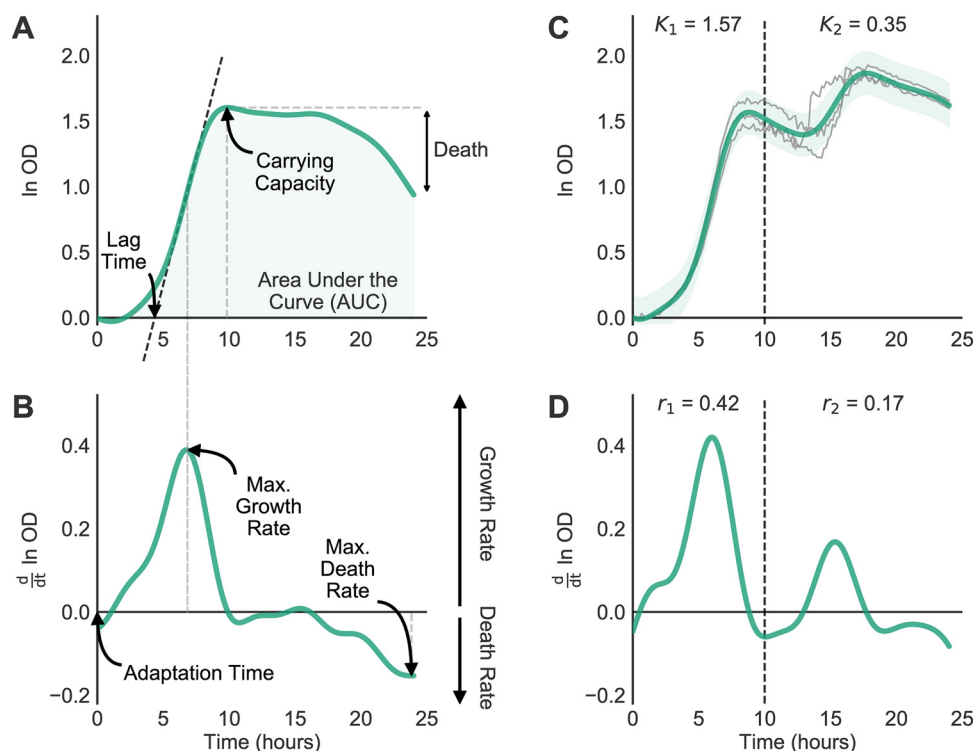 A
2.0
1.5
1.0
0.5
0.0
ln OD
Lag
Time
Carrying
Capacity
Death
Area Under the
Curve (AUC)
0 5 10 15 20 25
C
K₁ = 1.57 K₂ = 0.35
2.0
1.5
1.0
0.5
0.0
ln OD
0 5 10 15 20 25
B
0.4
0.2
0.0
−0.2
d/dt ln OD
Max.
Growth
Rate
Max.
Death
Rate
Adaptation Time
Growth Rate
Death Rate
0 5 10 15 20 25
Time (hours)
D
r₁ = 0.42 r₂ = 0.17
0.4
0.2
0.0
−0.2
d/dt ln OD
0 5 10 15 20 25
Time (hours)